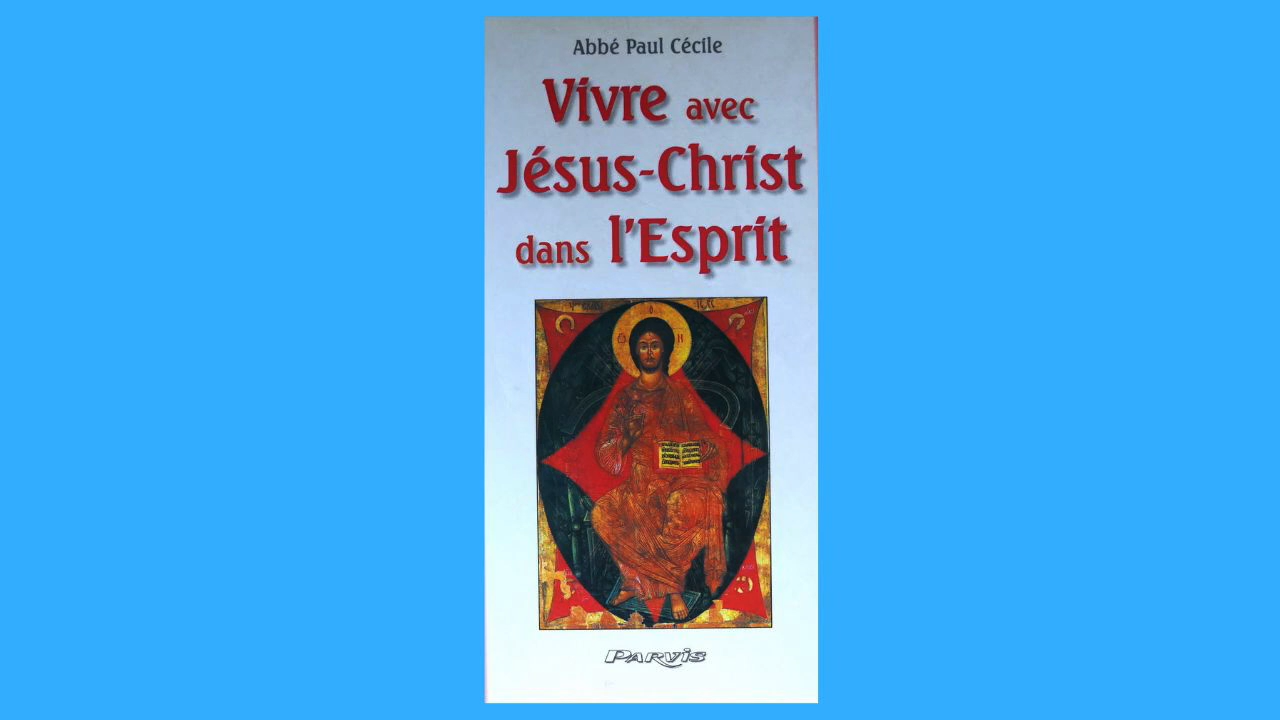 Abbé Paul Cécile
Vivre avec
Jésus-Christ
dans l'Esprit
PARVIS